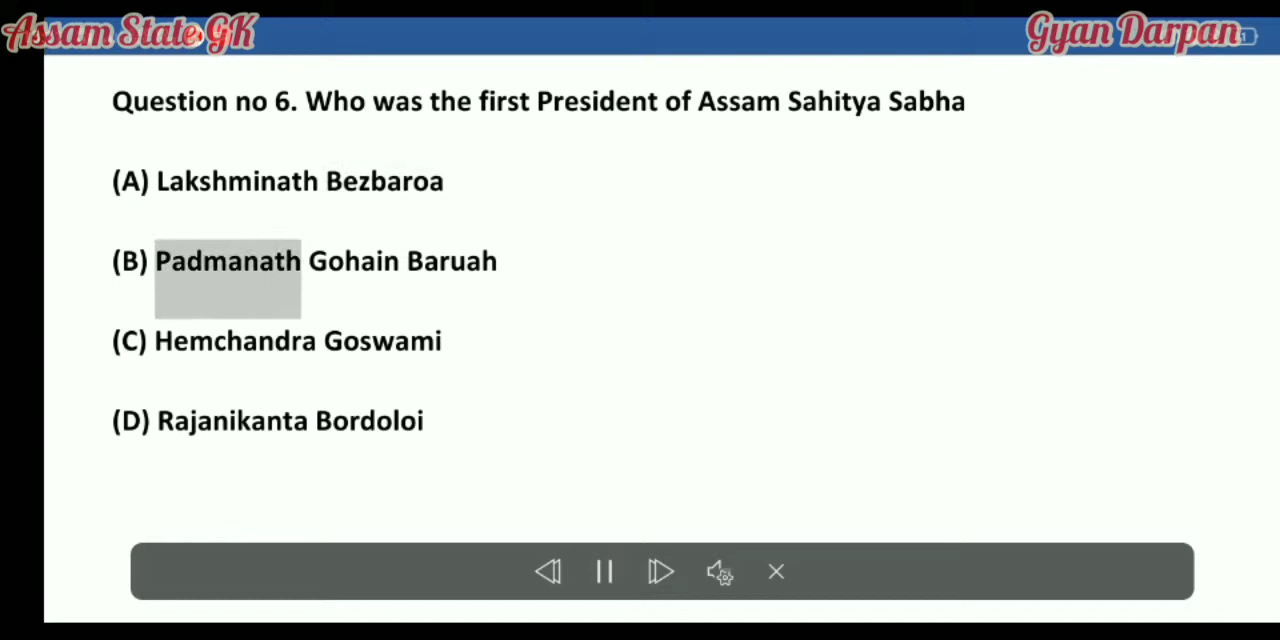 Assam State GK
Gyan Darpan
Question no 6. Who was the first President of Assam Sahitya Sabha
(A) Lakshminath Bezbaroa
(B) Padmanath Gohain Baruah
(C) Hemchandra Goswami
(D) Rajanikanta Bordoloi